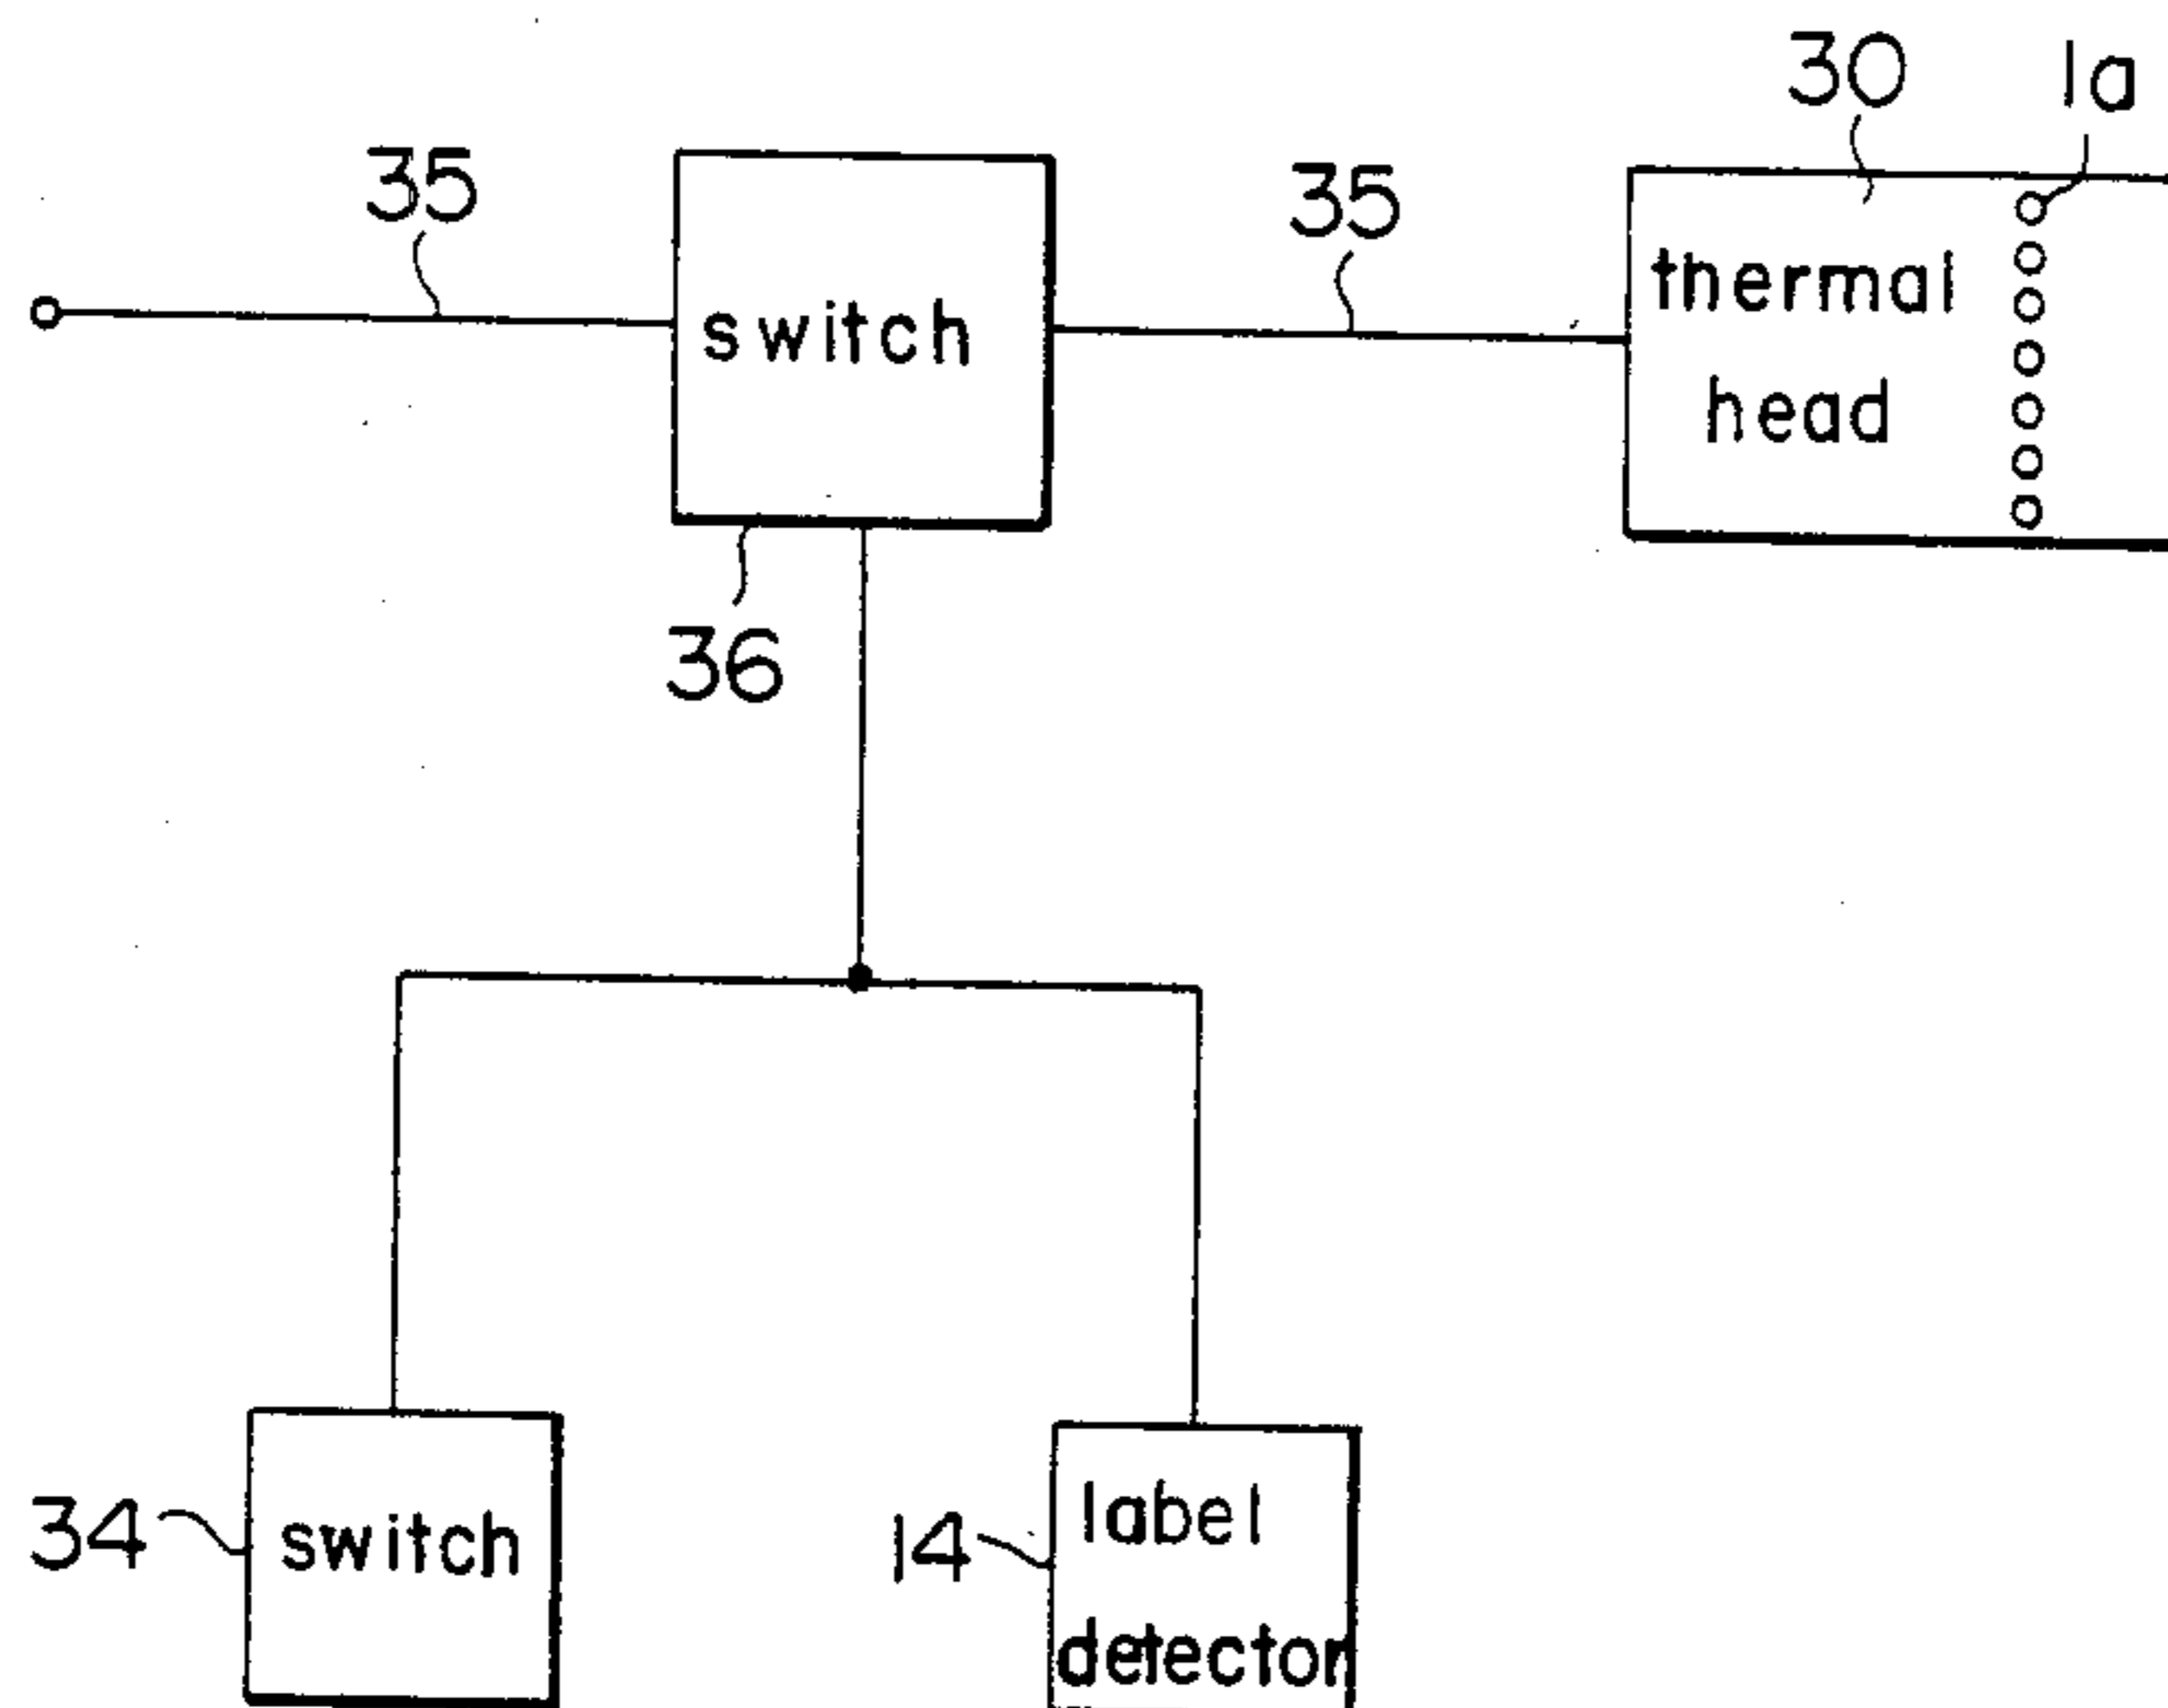 30
1a
35
35
switch
thermal
head
36
34
switch
14
label
detector